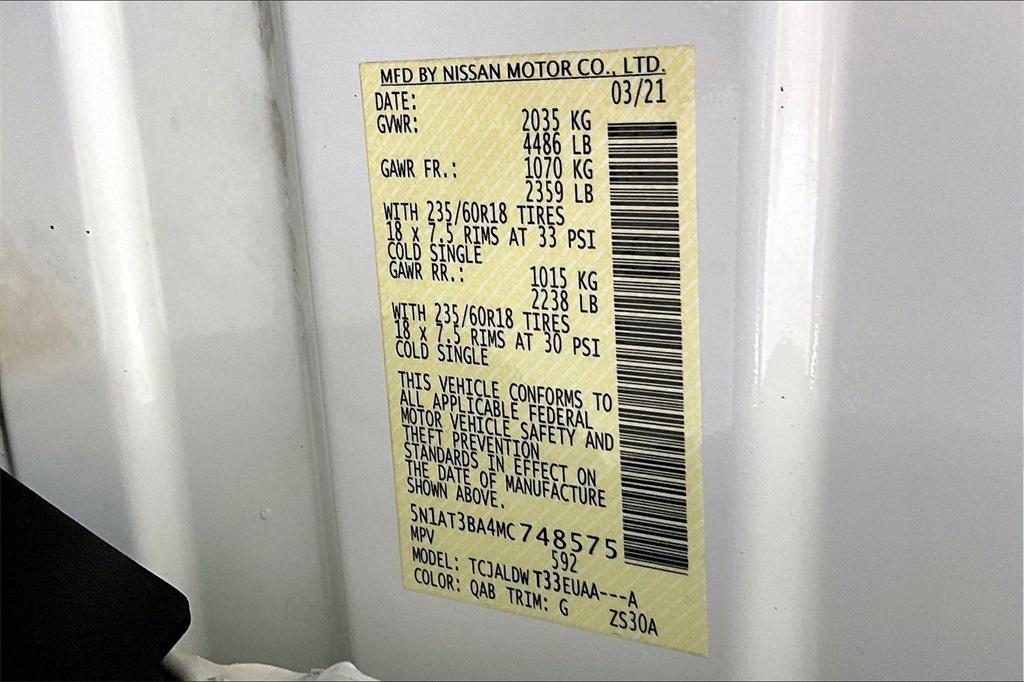 MFD BY NISSAN MOTOR CO., LTD.
DATE: 03/21
GVWR: 2035 KG
4486 LB
GAWR FR.: 1070 KG
2359 LB
WITH 235/60R18 TIRES
18 x 7.5 RIMS AT 33 PSI
COLD SINGLE
GAWR RR.: 1015 KG
2238 LB
WITH 235/60R18 TIRES
18 x 7.5 RIMS AT 30 PSI
COLD SINGLE
THIS VEHICLE CONFORMS TO
ALL APPLICABLE FEDERAL
MOTOR VEHICLE SAFETY AND
THEFT PREVENTION
STANDARDS IN EFFECT ON
THE DATE OF MANUFACTURE
SHOWN ABOVE.
5N1AT3BA4MC748575
MPV 592
MODEL: TCJALDWT33EUAA---A
COLOR: QAB TRIM: G ZS30A